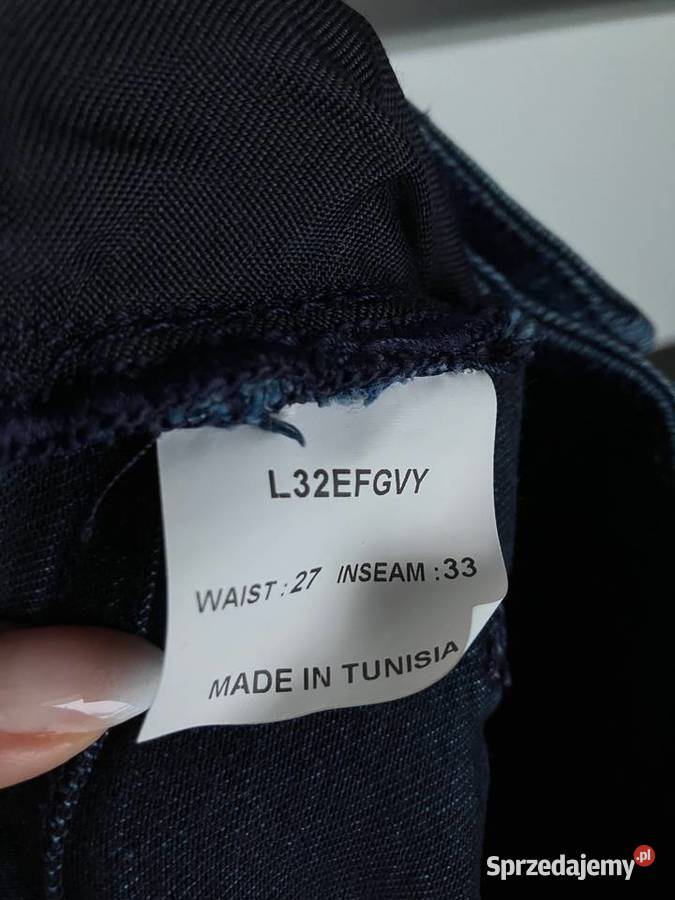 L32EFGVY
WAIST : 27 INSEAM : 33
MADE IN TUNISIA
Sprzedajemy.pl